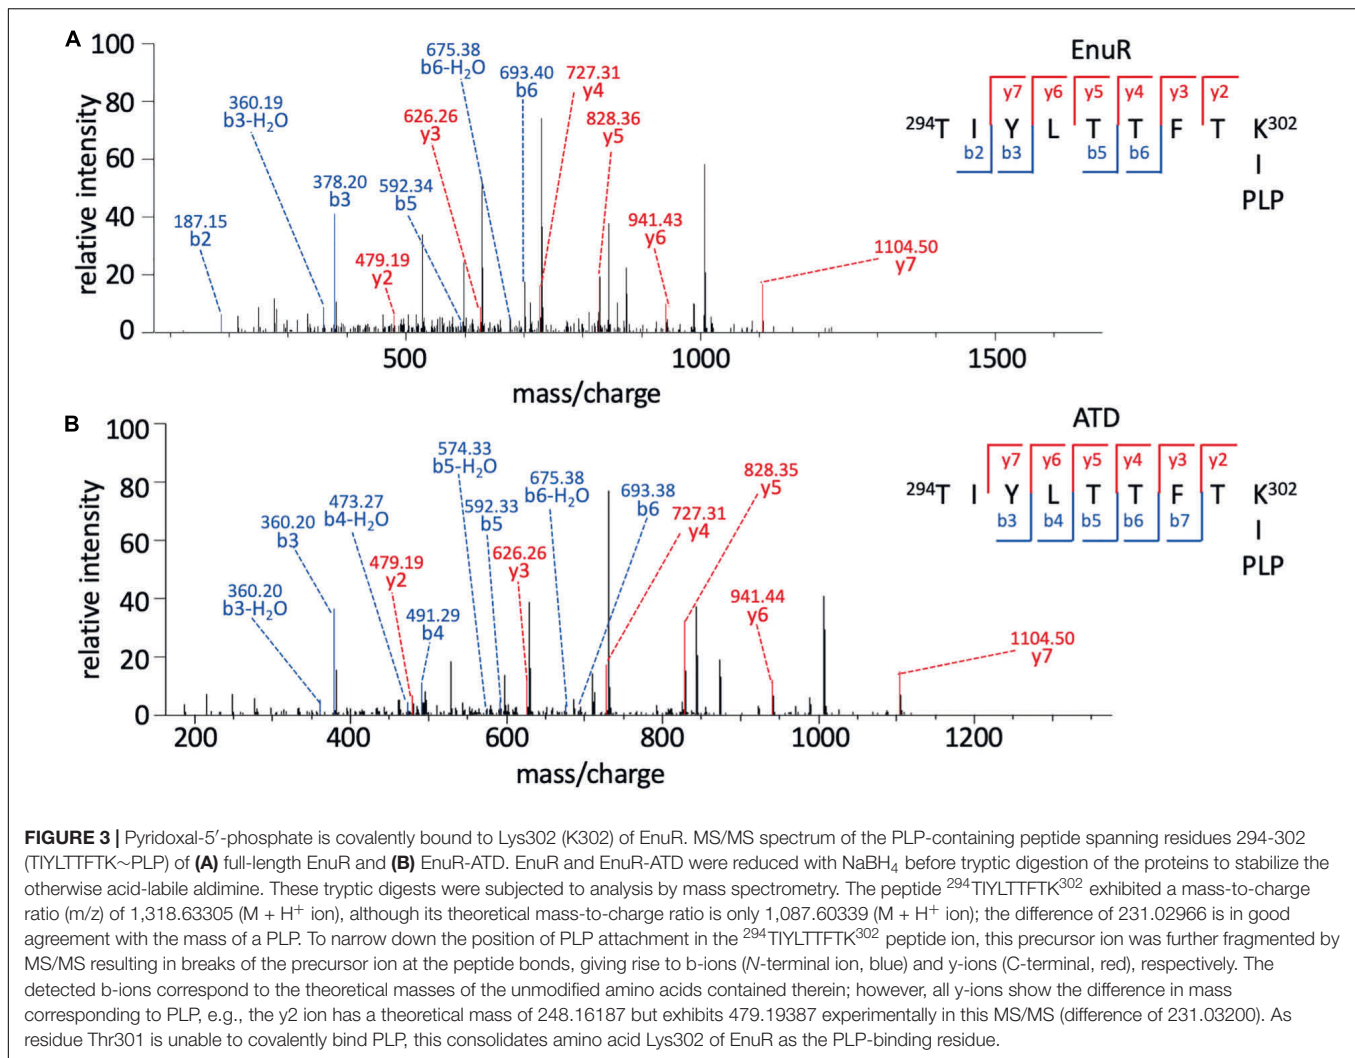 A
EnuR
relative intensity
100
80
60
40
20
0
187.15
b2
360.19
b3-H₂O
378.20
b3
479.19
y2
592.34
b5
626.26
y3
675.38
b6-H₂O
693.40
b6
727.31
y4
828.36
y5
941.43
y6
1104.50
y7
y7 y6 y5 y4 y3 y2
²⁹⁴T I Y L T T F T K³⁰²
b2 b3 b5 b6
PLP
500 1000 1500
mass/charge
B
ATD
relative intensity
100
80
60
40
20
0
360.20
b3-H₂O
360.20
b3
473.27
b4-H₂O
479.19
y2
491.29
b4
574.33
b5-H₂O
592.33
b5
626.26
y3
675.38
b6-H₂O
693.38
b6
727.31
y4
828.35
y5
941.44
y6
1104.50
y7
y7 y6 y5 y4 y3 y2
²⁹⁴T I Y L T T F T K³⁰²
b3 b4 b5 b6 b7
PLP
200 400 600 800 1000 1200
mass/charge
FIGURE 3 | Pyridoxal-5′-phosphate is covalently bound to Lys302 (K302) of EnuR. MS/MS spectrum of the PLP-containing peptide spanning residues 294-302
(TIYLTTFTK∼PLP) of (A) full-length EnuR and (B) EnuR-ATD. EnuR and EnuR-ATD were reduced with NaBH₄ before tryptic digestion of the proteins to stabilize the
otherwise acid-labile aldimine. These tryptic digests were subjected to analysis by mass spectrometry. The peptide ²⁹⁴TIYLTTFTK³⁰² exhibited a mass-to-charge
ratio (m/z) of 1,318.63305 (M + H⁺ ion), although its theoretical mass-to-charge ratio is only 1,087.60339 (M + H⁺ ion); the difference of 231.02966 is in good
agreement with the mass of a PLP. To narrow down the position of PLP attachment in the ²⁹⁴TIYLTTFTK³⁰² peptide ion, this precursor ion was further fragmented by
MS/MS resulting in breaks of the precursor ion at the peptide bonds, giving rise to b-ions (N-terminal ion, blue) and y-ions (C-terminal, red), respectively. The
detected b-ions correspond to the theoretical masses of the unmodified amino acids contained therein; however, all y-ions show the difference in mass
corresponding to PLP, e.g., the y2 ion has a theoretical mass of 248.16187 but exhibits 479.19387 experimentally in this MS/MS (difference of 231.03200). As
residue Thr301 is unable to covalently bind PLP, this consolidates amino acid Lys302 of EnuR as the PLP-binding residue.